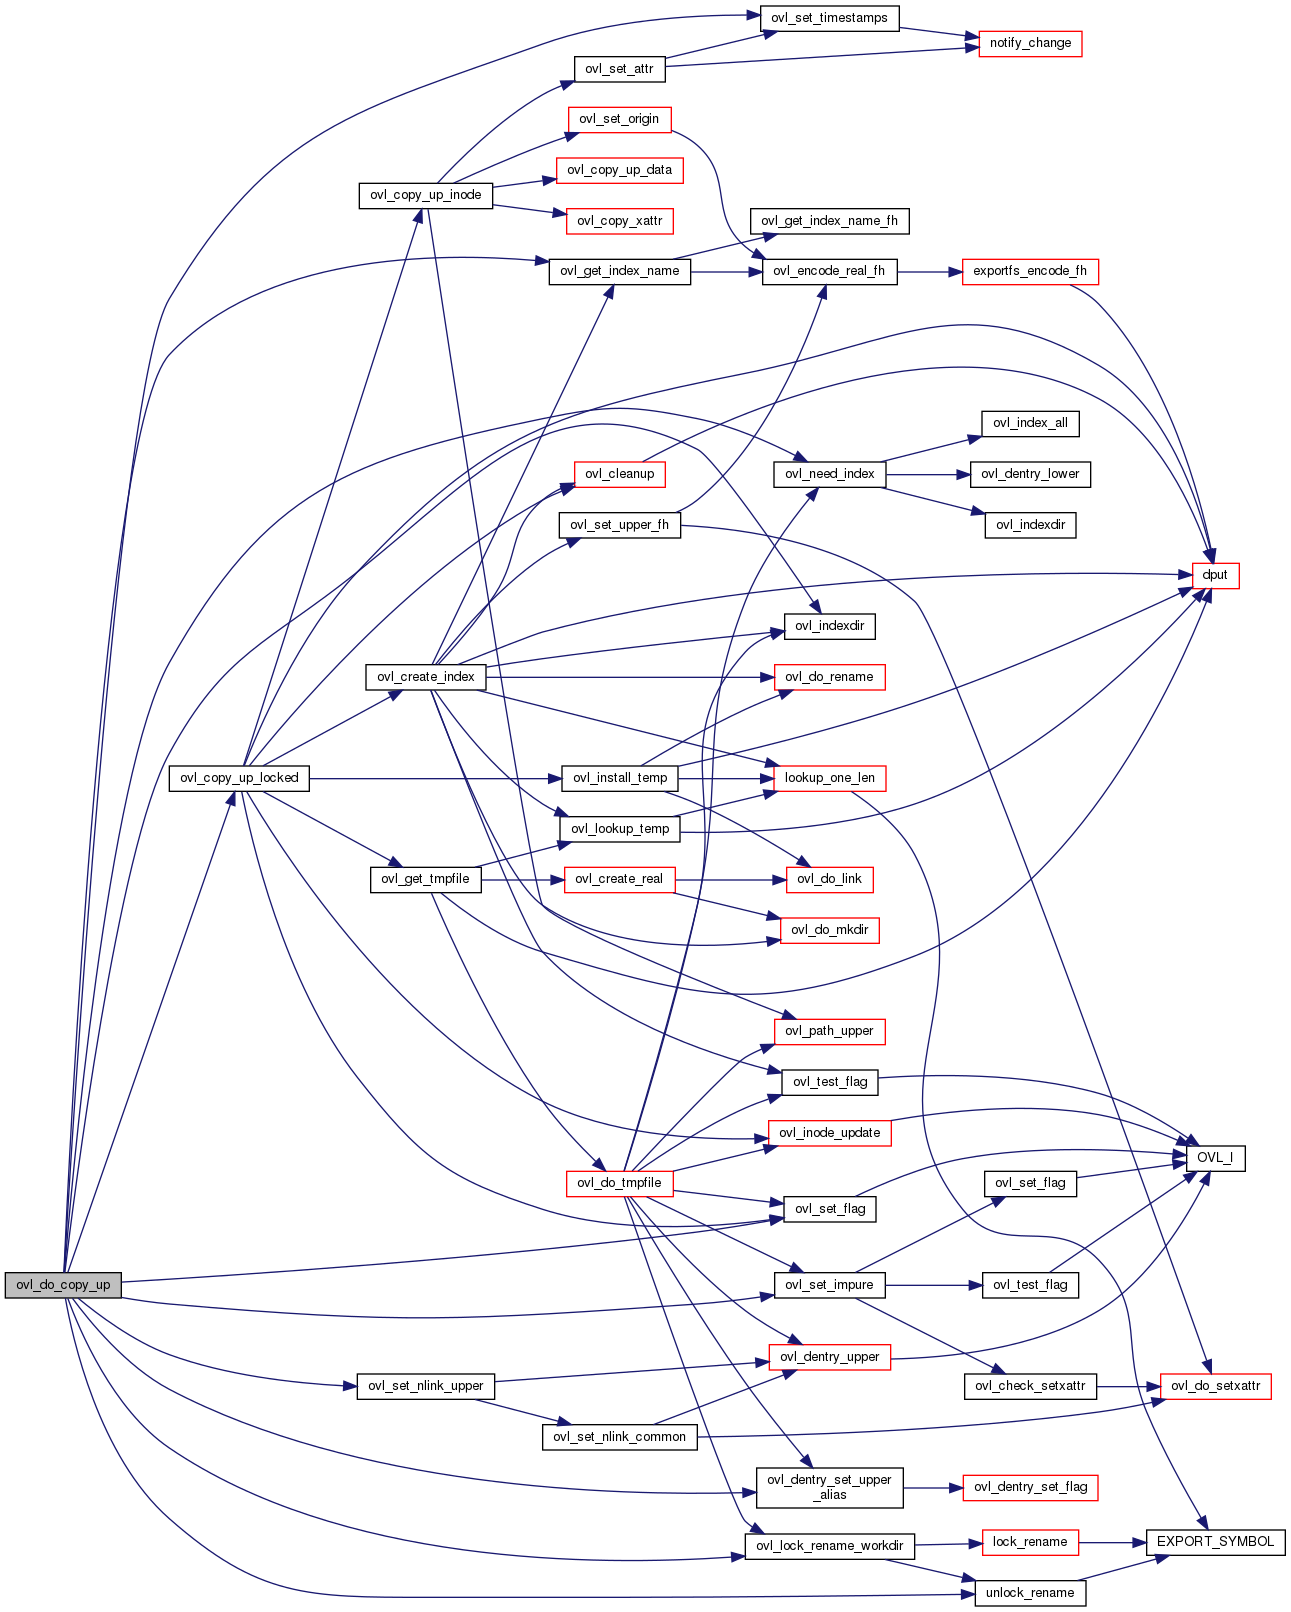 ovl_set_timestamps
notify_change
ovl_set_attr
ovl_set_origin
ovl_copy_up_data
ovl_copy_up_inode
ovl_copy_xattr
ovl_get_index_name_fh
ovl_get_index_name
ovl_encode_real_fh
exportfs_encode_fh
ovl_index_all
ovl_cleanup
ovl_need_index
ovl_dentry_lower
ovl_set_upper_fh
ovl_indexdir
dput
ovl_indexdir
ovl_create_index
ovl_do_rename
ovl_copy_up_locked
ovl_install_temp
lookup_one_len
ovl_lookup_temp
ovl_get_tmpfile
ovl_create_real
ovl_do_link
ovl_do_mkdir
ovl_path_upper
ovl_test_flag
ovl_inode_update
OVL_I
ovl_do_tmpfile
ovl_set_flag
ovl_set_flag
ovl_do_copy_up
ovl_set_impure
ovl_test_flag
ovl_dentry_upper
ovl_set_nlink_upper
ovl_check_setxattr
ovl_do_setxattr
ovl_set_nlink_common
ovl_dentry_set_upper
_alias
ovl_dentry_set_flag
ovl_lock_rename_workdir
lock_rename
EXPORT_SYMBOL
unlock_rename